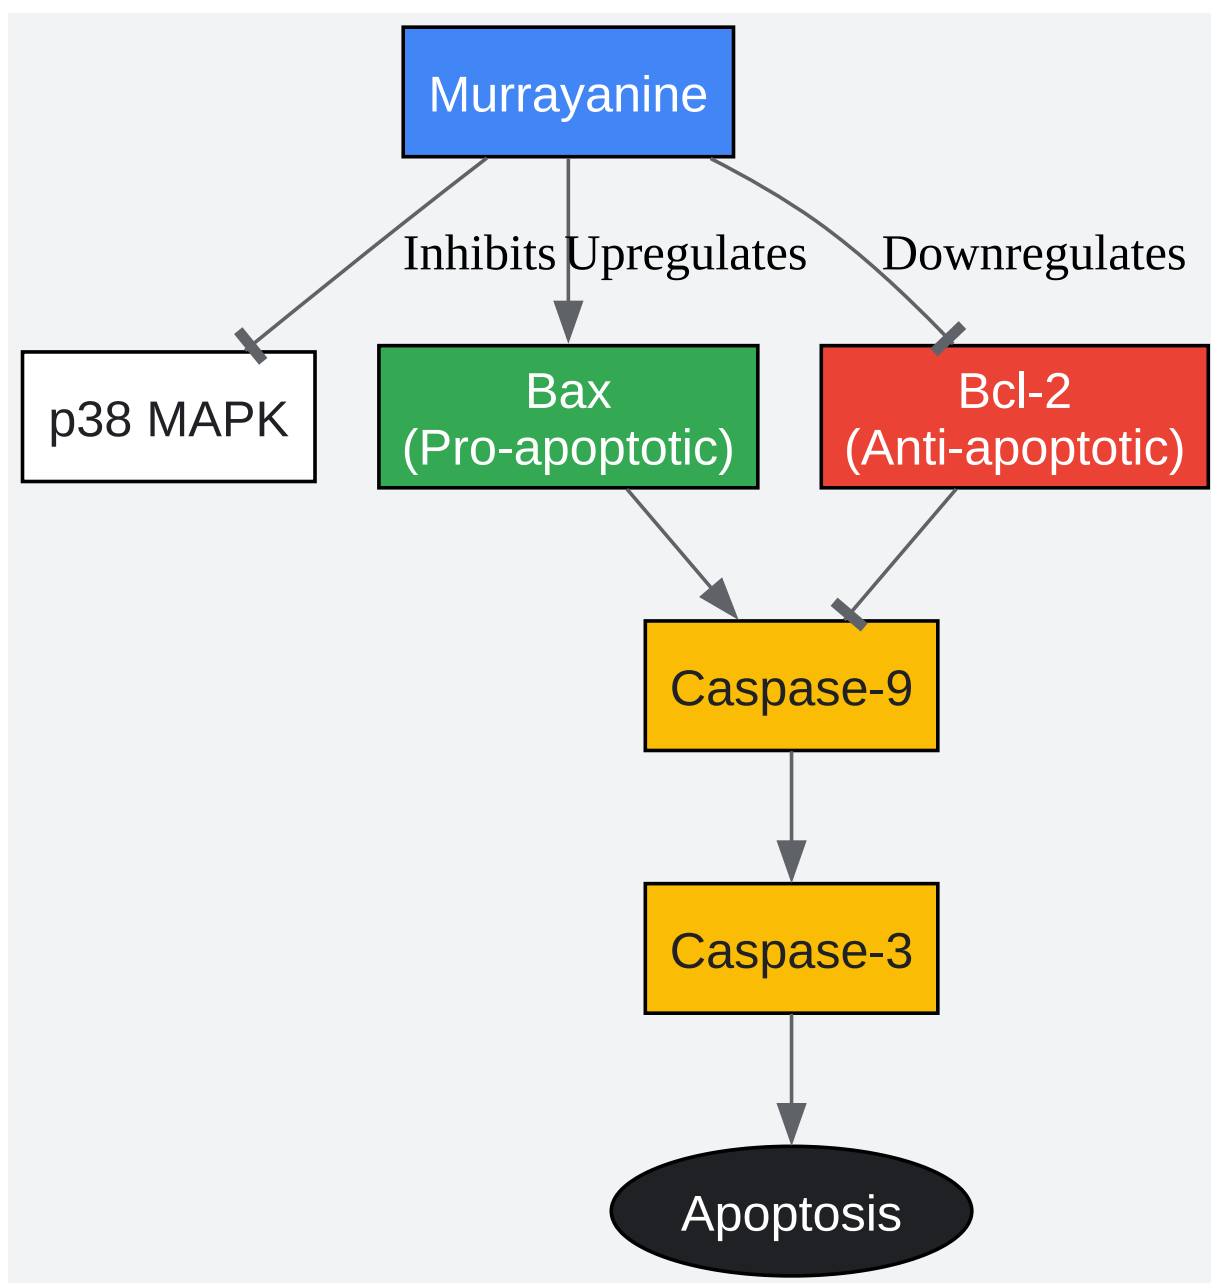 Murrayanine
Inhibits
Upregulates
Downregulates
p38 MAPK
Bax
(Pro-apoptotic)
Bcl-2
(Anti-apoptotic)
Caspase-9
Caspase-3
Apoptosis